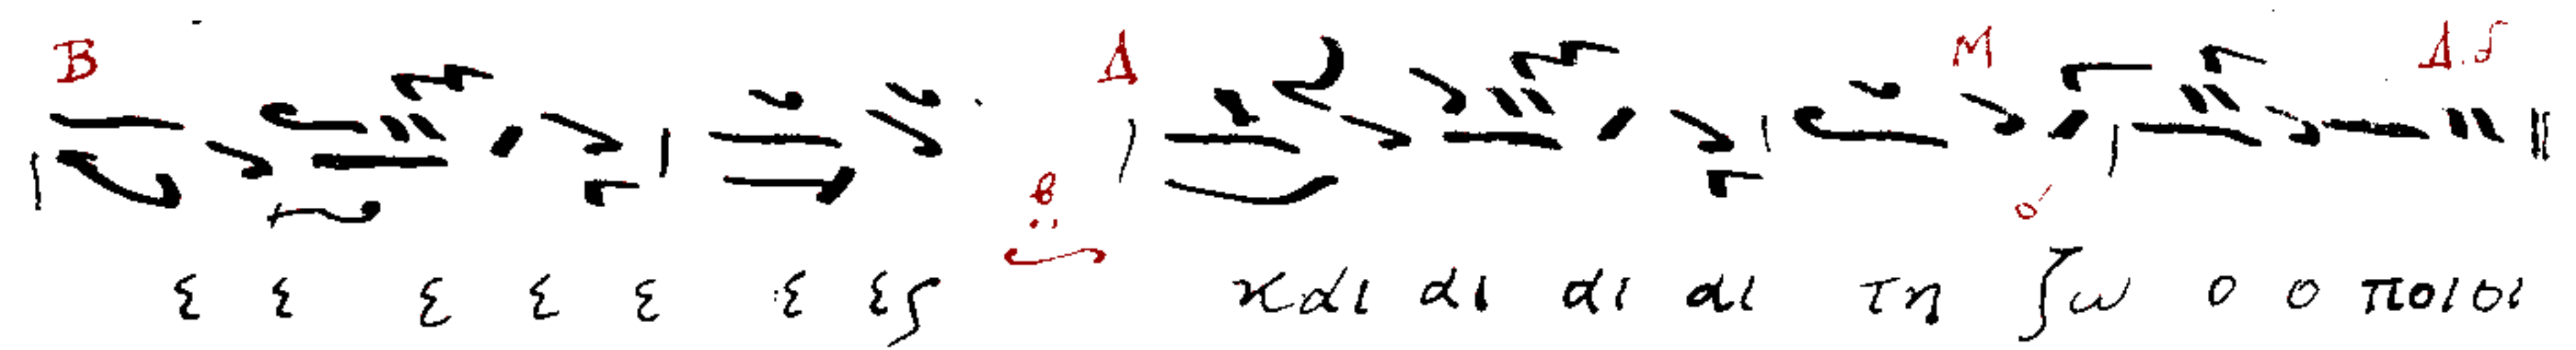 Β Δ Μ Δ.
β
ε ε ε ε ε ε ες και αι αι αι τη ζω ο ο ποιοι